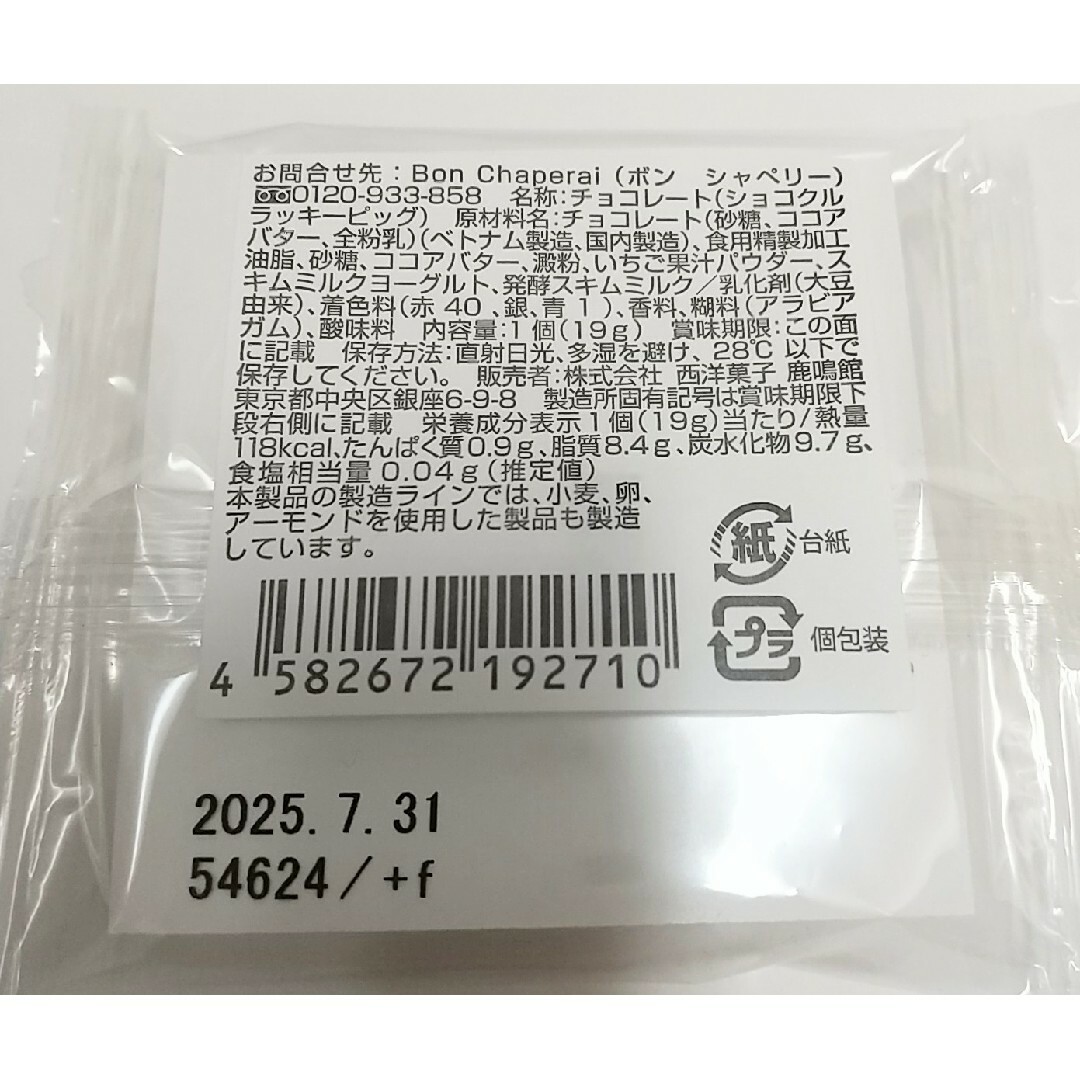 お問合せ先：Bon Chaperai（ボン　シャペリー）
0120-933-858　名称：チョコレート（ショコクル
ラッキーピッグ）　原材料名：チョコレート（砂糖、ココア
バター、全粉乳）（ベトナム製造、国内製造）、食用精製加工
油脂、砂糖、ココアバター、澱粉、いちご果汁パウダー、ス
キムミルクヨーグルト、発酵スキムミルク／乳化剤（大豆
由来）、着色料（赤40、銀、青1）、香料、糊料（アラビア
ガム）、酸味料　内容量：1個（19g）　賞味期限：この面
に記載　保存方法：直射日光、多湿を避け、28℃以下で
保存してください。　販売者：株式会社 西洋菓子 鹿鳴館
東京都中央区銀座6-9-8　製造所固有記号は賞味期限下
段右側に記載　栄養成分表示1個（19g）当たり/熱量
118kcal、たんぱく質0.9g、脂質8.4g、炭水化物9.7g、
食塩相当量 0.04g（推定値）
本製品の製造ラインでは、小麦、卵、
アーモンドを使用した製品も製造
しています。
紙 台紙
プラ 個包装
4 582672 192710
2025. 7. 31
54624/+f